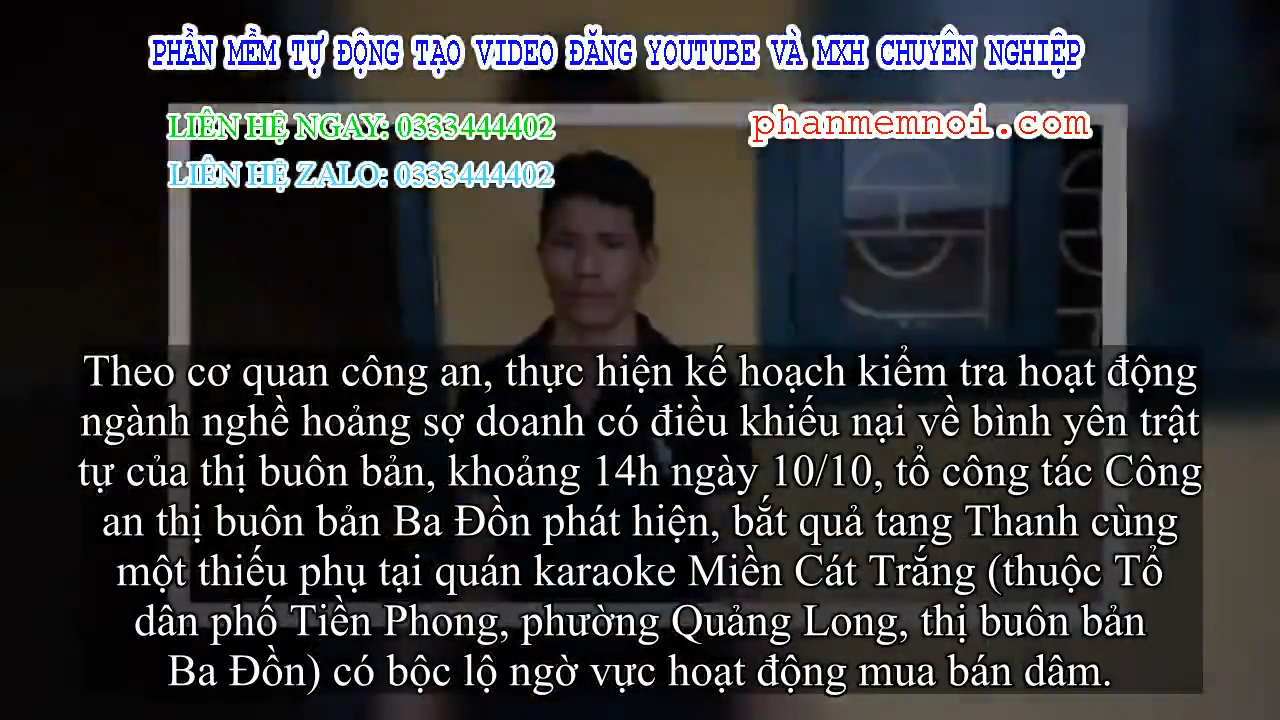 PHẦN MỀM TỰ ĐỘNG TẠO VIDEO ĐĂNG YOUTUBE VÀ MXH CHUYÊN NGHIỆP
LIÊN HỆ NGAY: 0333444402
phanmemnoi.com
LIÊN HỆ ZALO: 0333444402
Theo cơ quan công an, thực hiện kế hoạch kiểm tra hoạt động
ngành nghề hoảng sợ doanh có điều khiếu nại về bình yên trật
tự của thị buôn bản, khoảng 14h ngày 10/10, tổ công tác Công
an thị buôn bản Ba Đồn phát hiện, bắt quả tang Thanh cùng
một thiếu phụ tại quán karaoke Miền Cát Trắng (thuộc Tổ
dân phố Tiền Phong, phường Quảng Long, thị buôn bản
Ba Đồn) có bộc lộ ngờ vực hoạt động mua bán dâm.